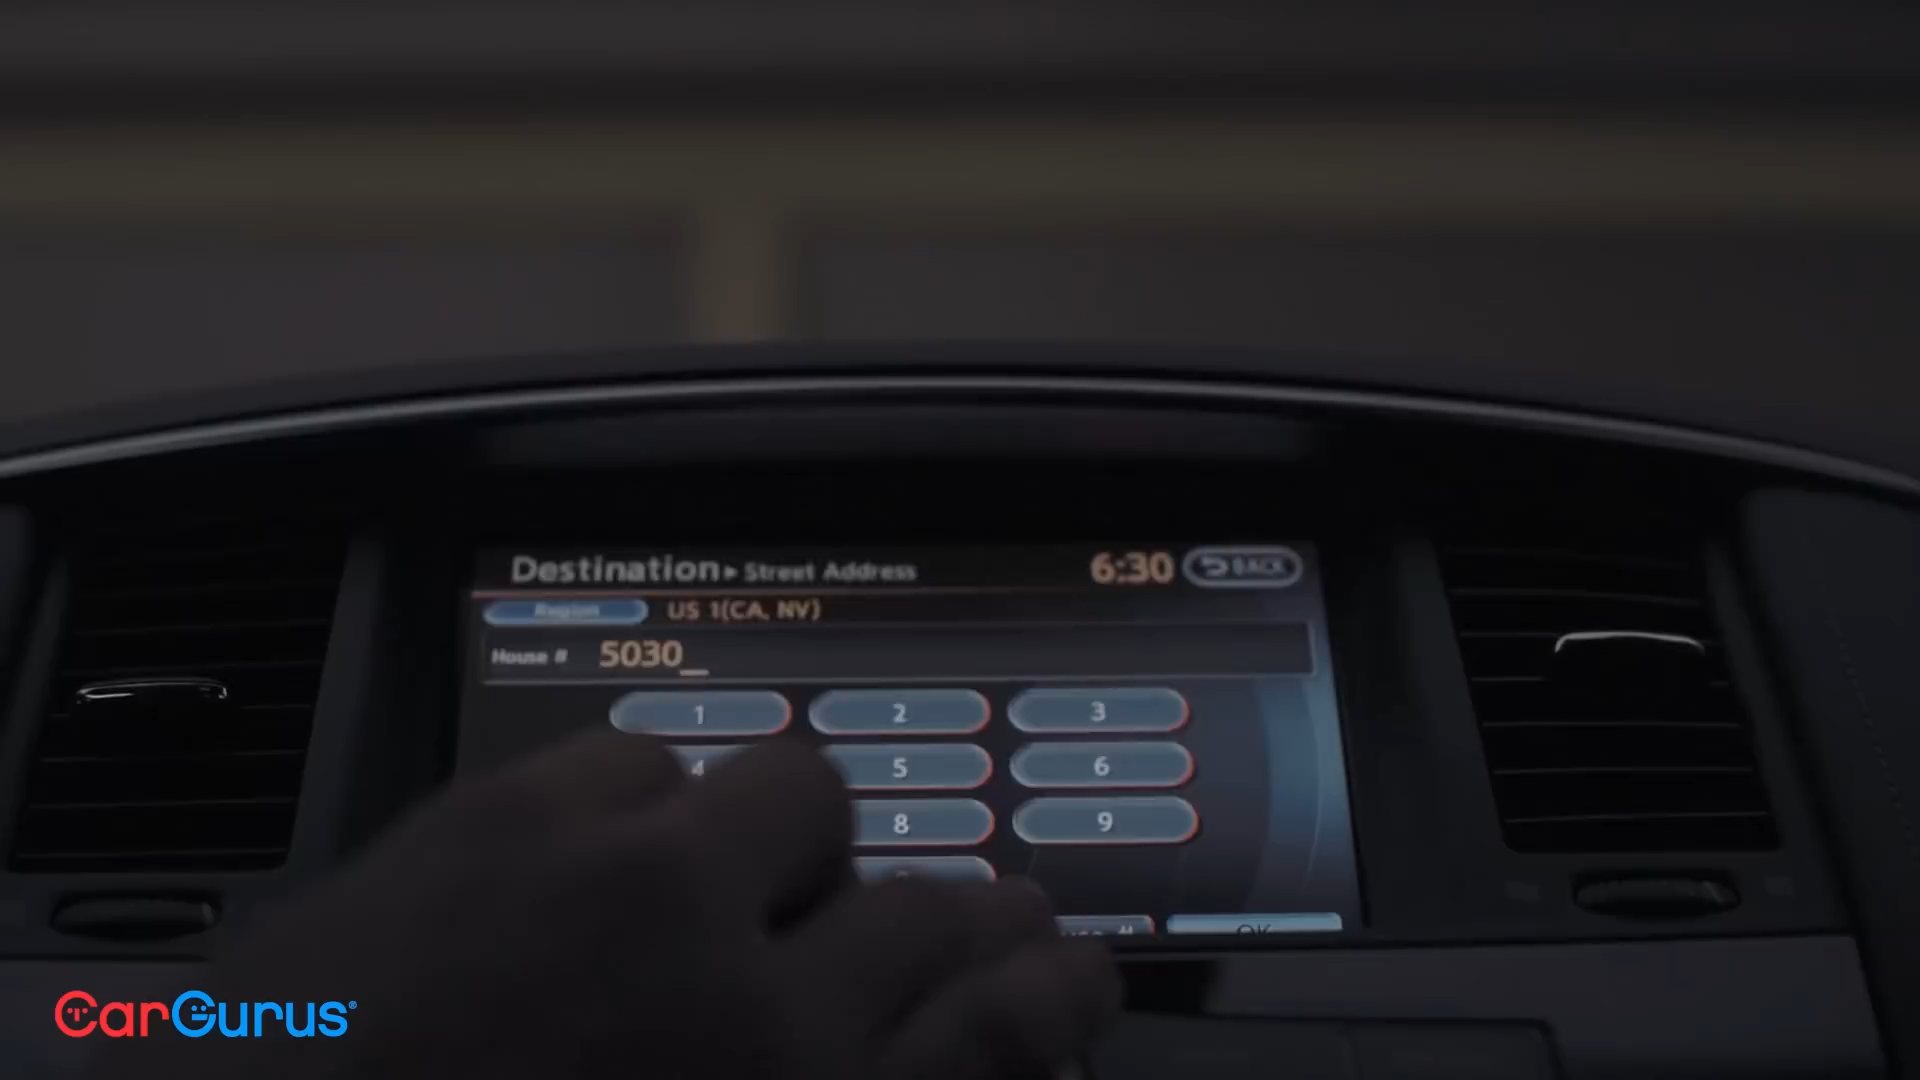 Destination ▸ Street Address 6:30 BACK
Region US 1(CA, NV)
House # 5030_
1 2 3
4 5 6
8 9
OK
CarGurus®